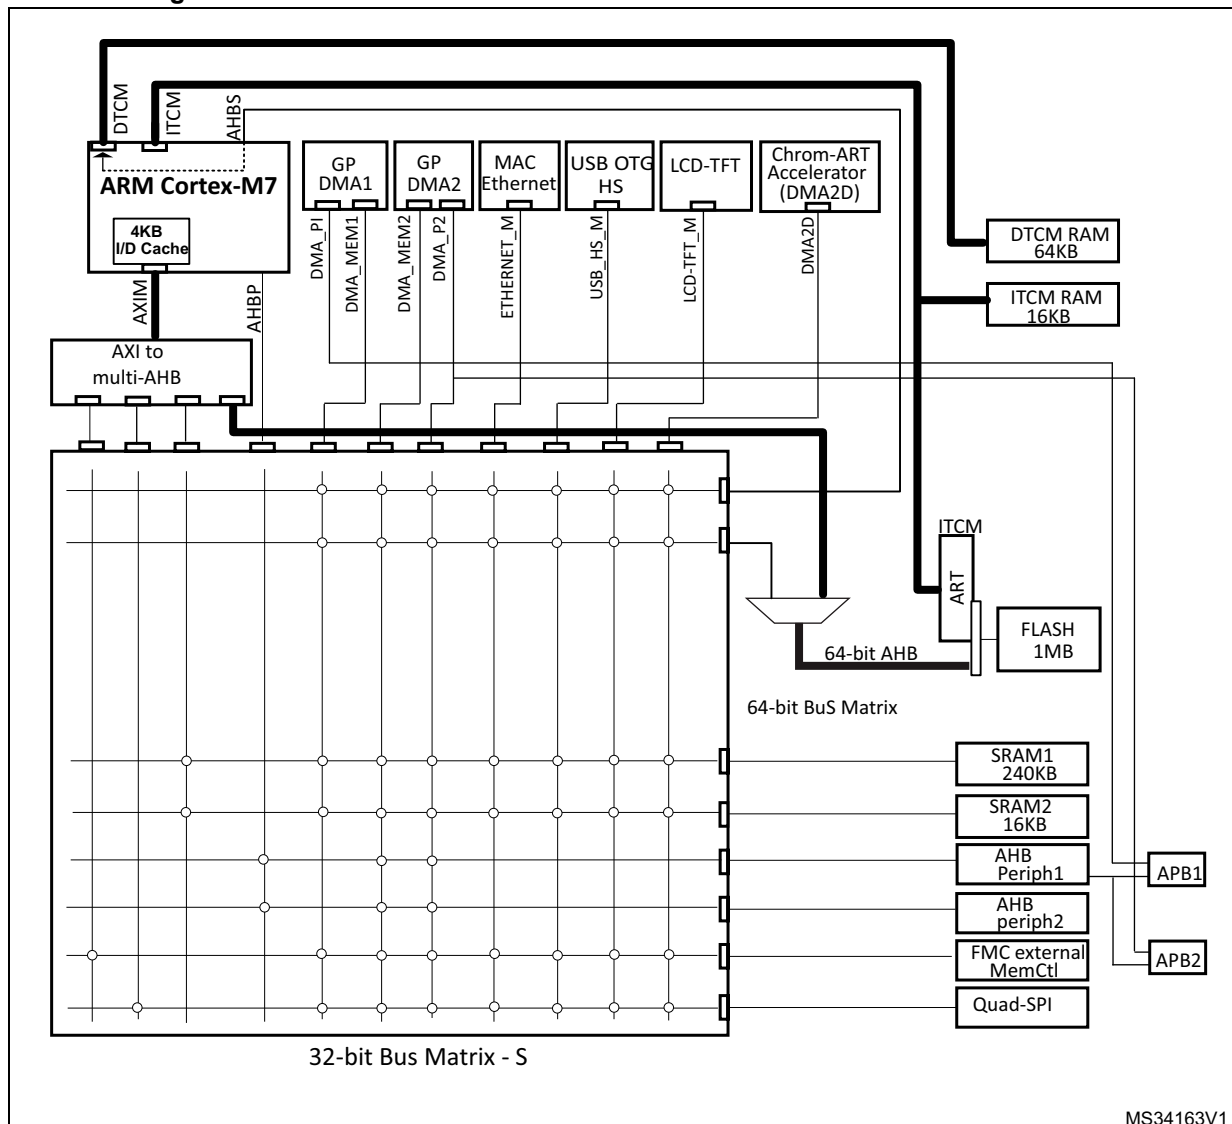 DTCM
ITCM
AHBS
ARM Cortex-M7
4KB
I/D Cache
GP
DMA1
GP
DMA2
MAC
Ethernet
USB OTG
HS
LCD-TFT
Chrom-ART
Accelerator
(DMA2D)
AXIM
AHBP
DMA_PI
DMA_MEM1
DMA_MEM2
DMA_P2
ETHERNET_M
USB_HS_M
LCD-TFT_M
DMA2D
DTCM RAM
64KB
ITCM RAM
16KB
AXI to
multi-AHB
ITCM
ART
FLASH
1MB
64-bit AHB
64-bit BuS Matrix
SRAM1
240KB
SRAM2
16KB
AHB
Periph1
APB1
AHB
periph2
FMC external
MemCtl
APB2
Quad-SPI
32-bit Bus Matrix - S
MS34163V1